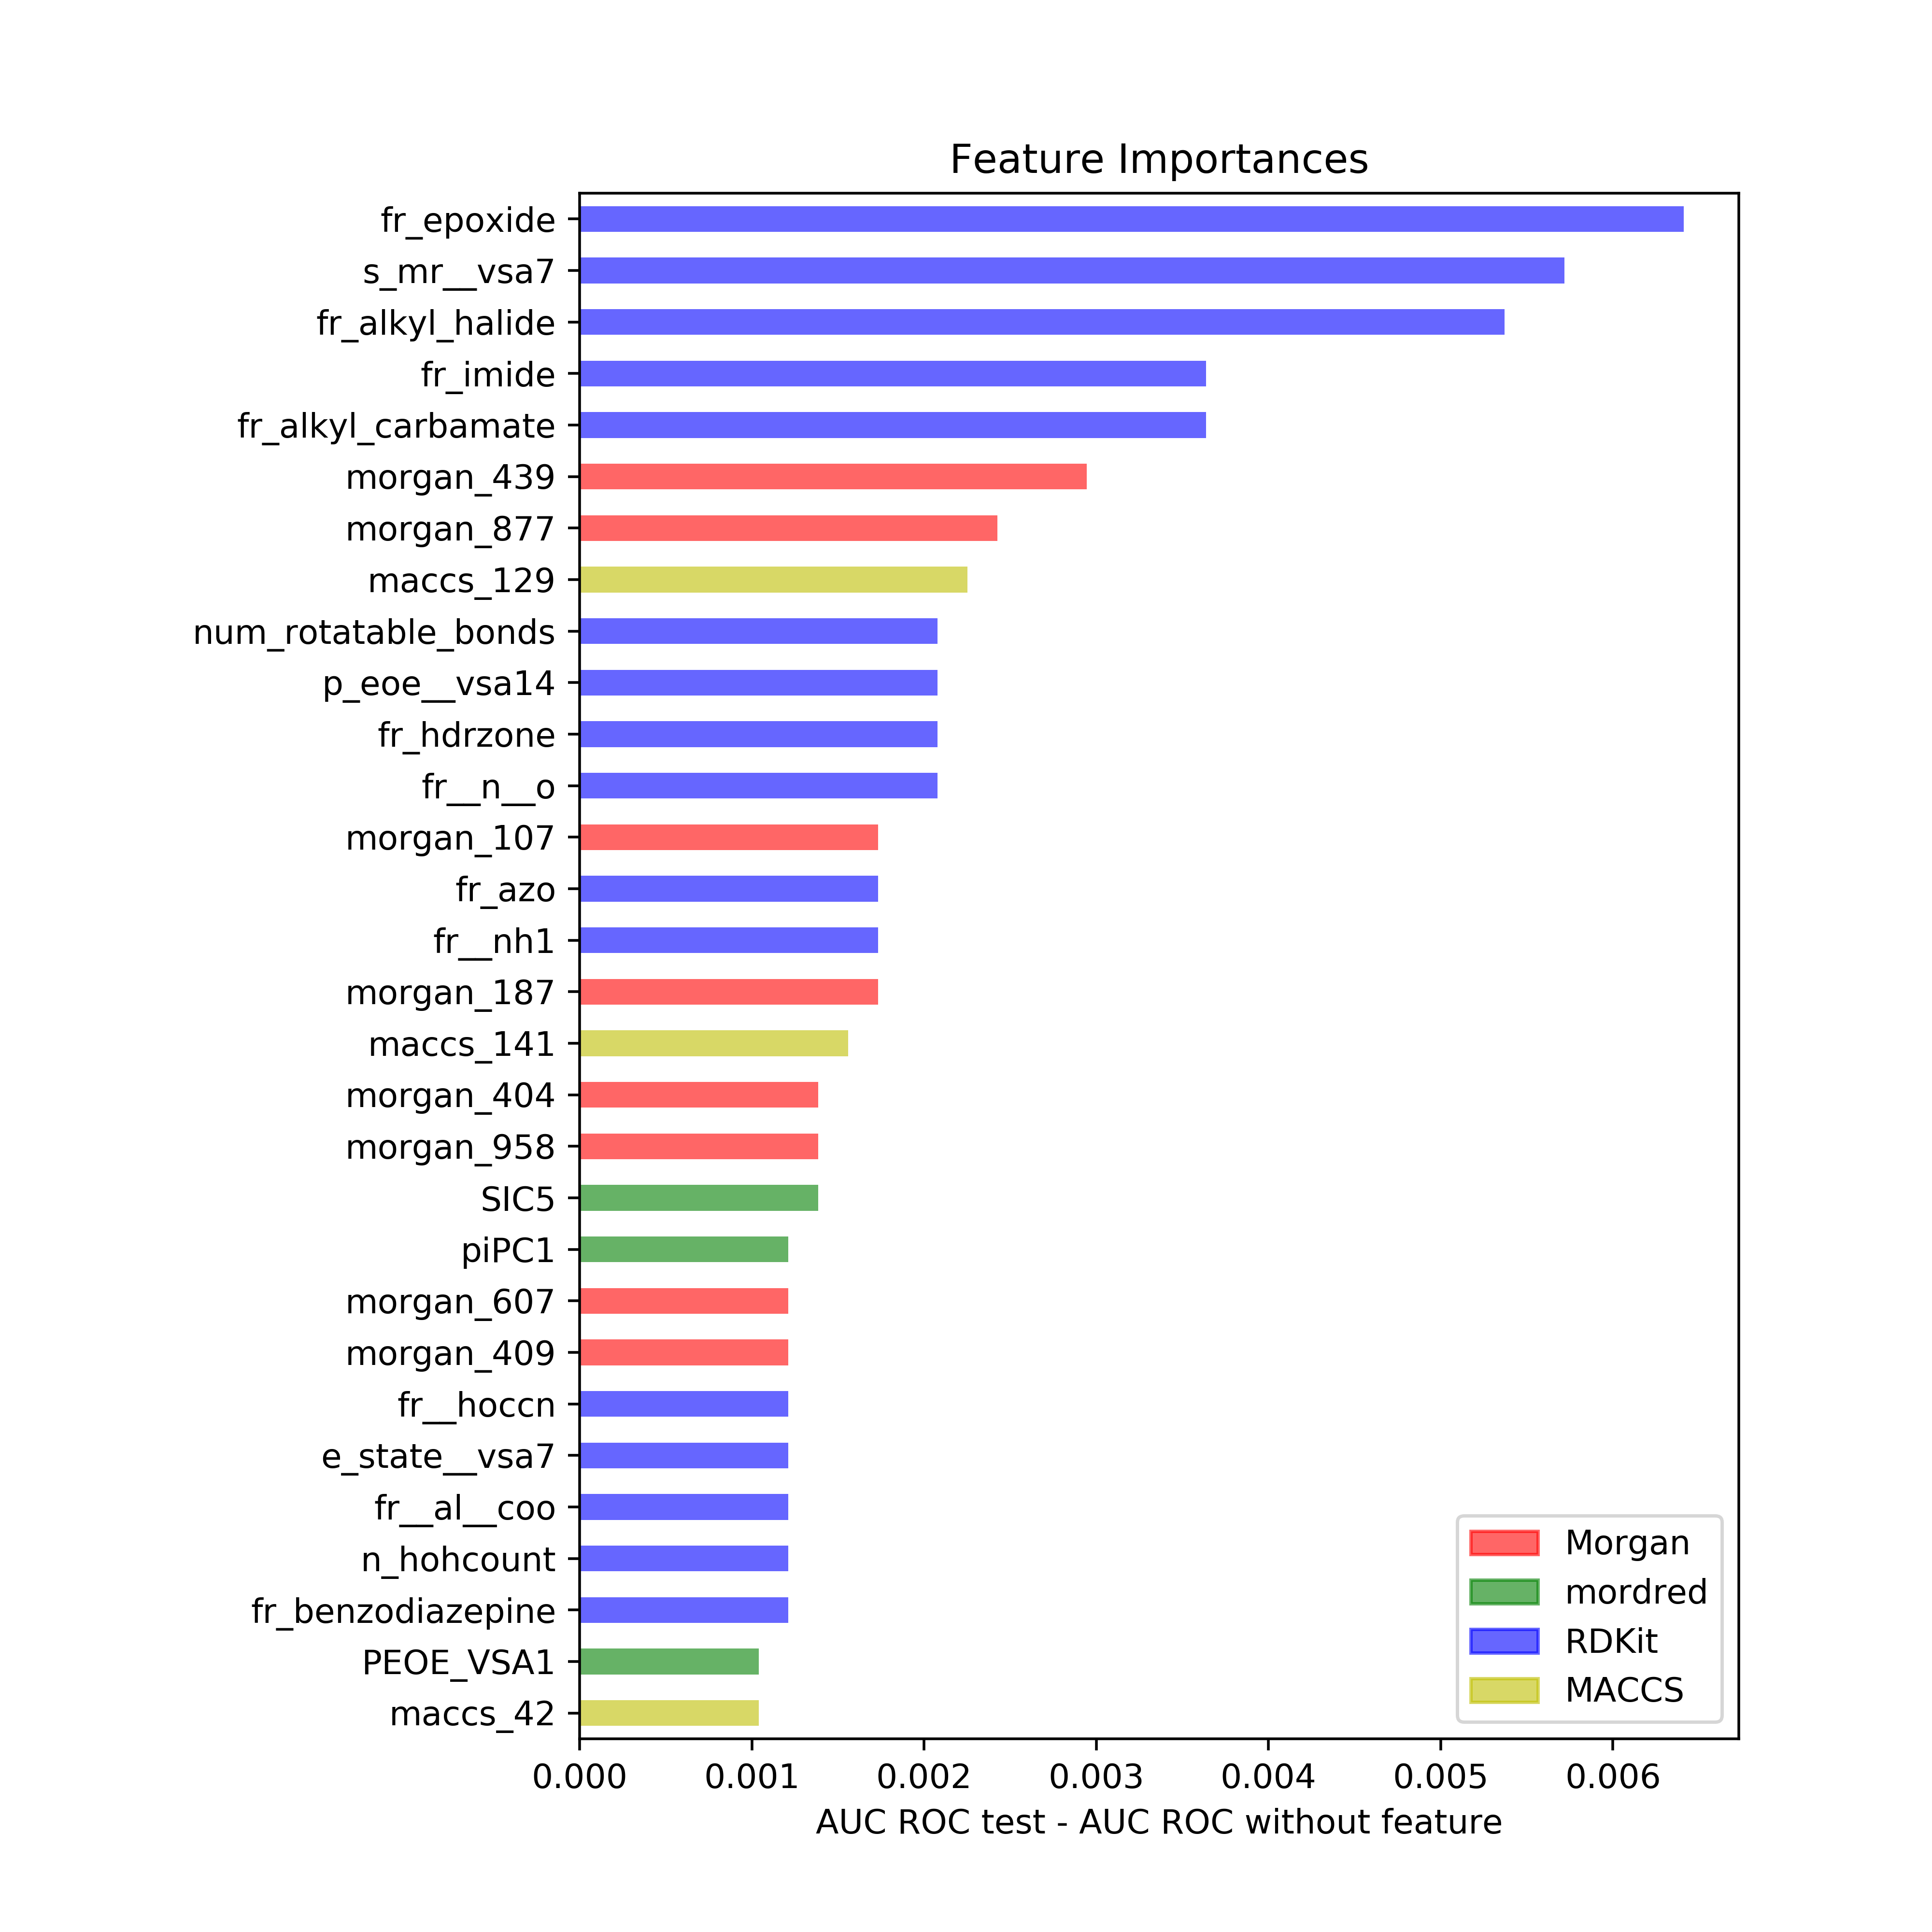 Feature Importances
fr_epoxide
s_mr__vsa7
fr_alkyl_halide
fr_imide
fr_alkyl_carbamate
morgan_439
morgan_877
maccs_129
num_rotatable_bonds
p_eoe__vsa14
fr_hdrzone
fr__n__o
morgan_107
fr_azo
fr__nh1
morgan_187
maccs_141
morgan_404
morgan_958
SIC5
piPC1
morgan_607
morgan_409
fr__hoccn
e_state__vsa7
fr__al__coo
n_hohcount
fr_benzodiazepine
PEOE_VSA1
maccs_42
Morgan
mordred
RDKit
MACCS
0.000 0.001 0.002 0.003 0.004 0.005 0.006
AUC ROC test - AUC ROC without feature